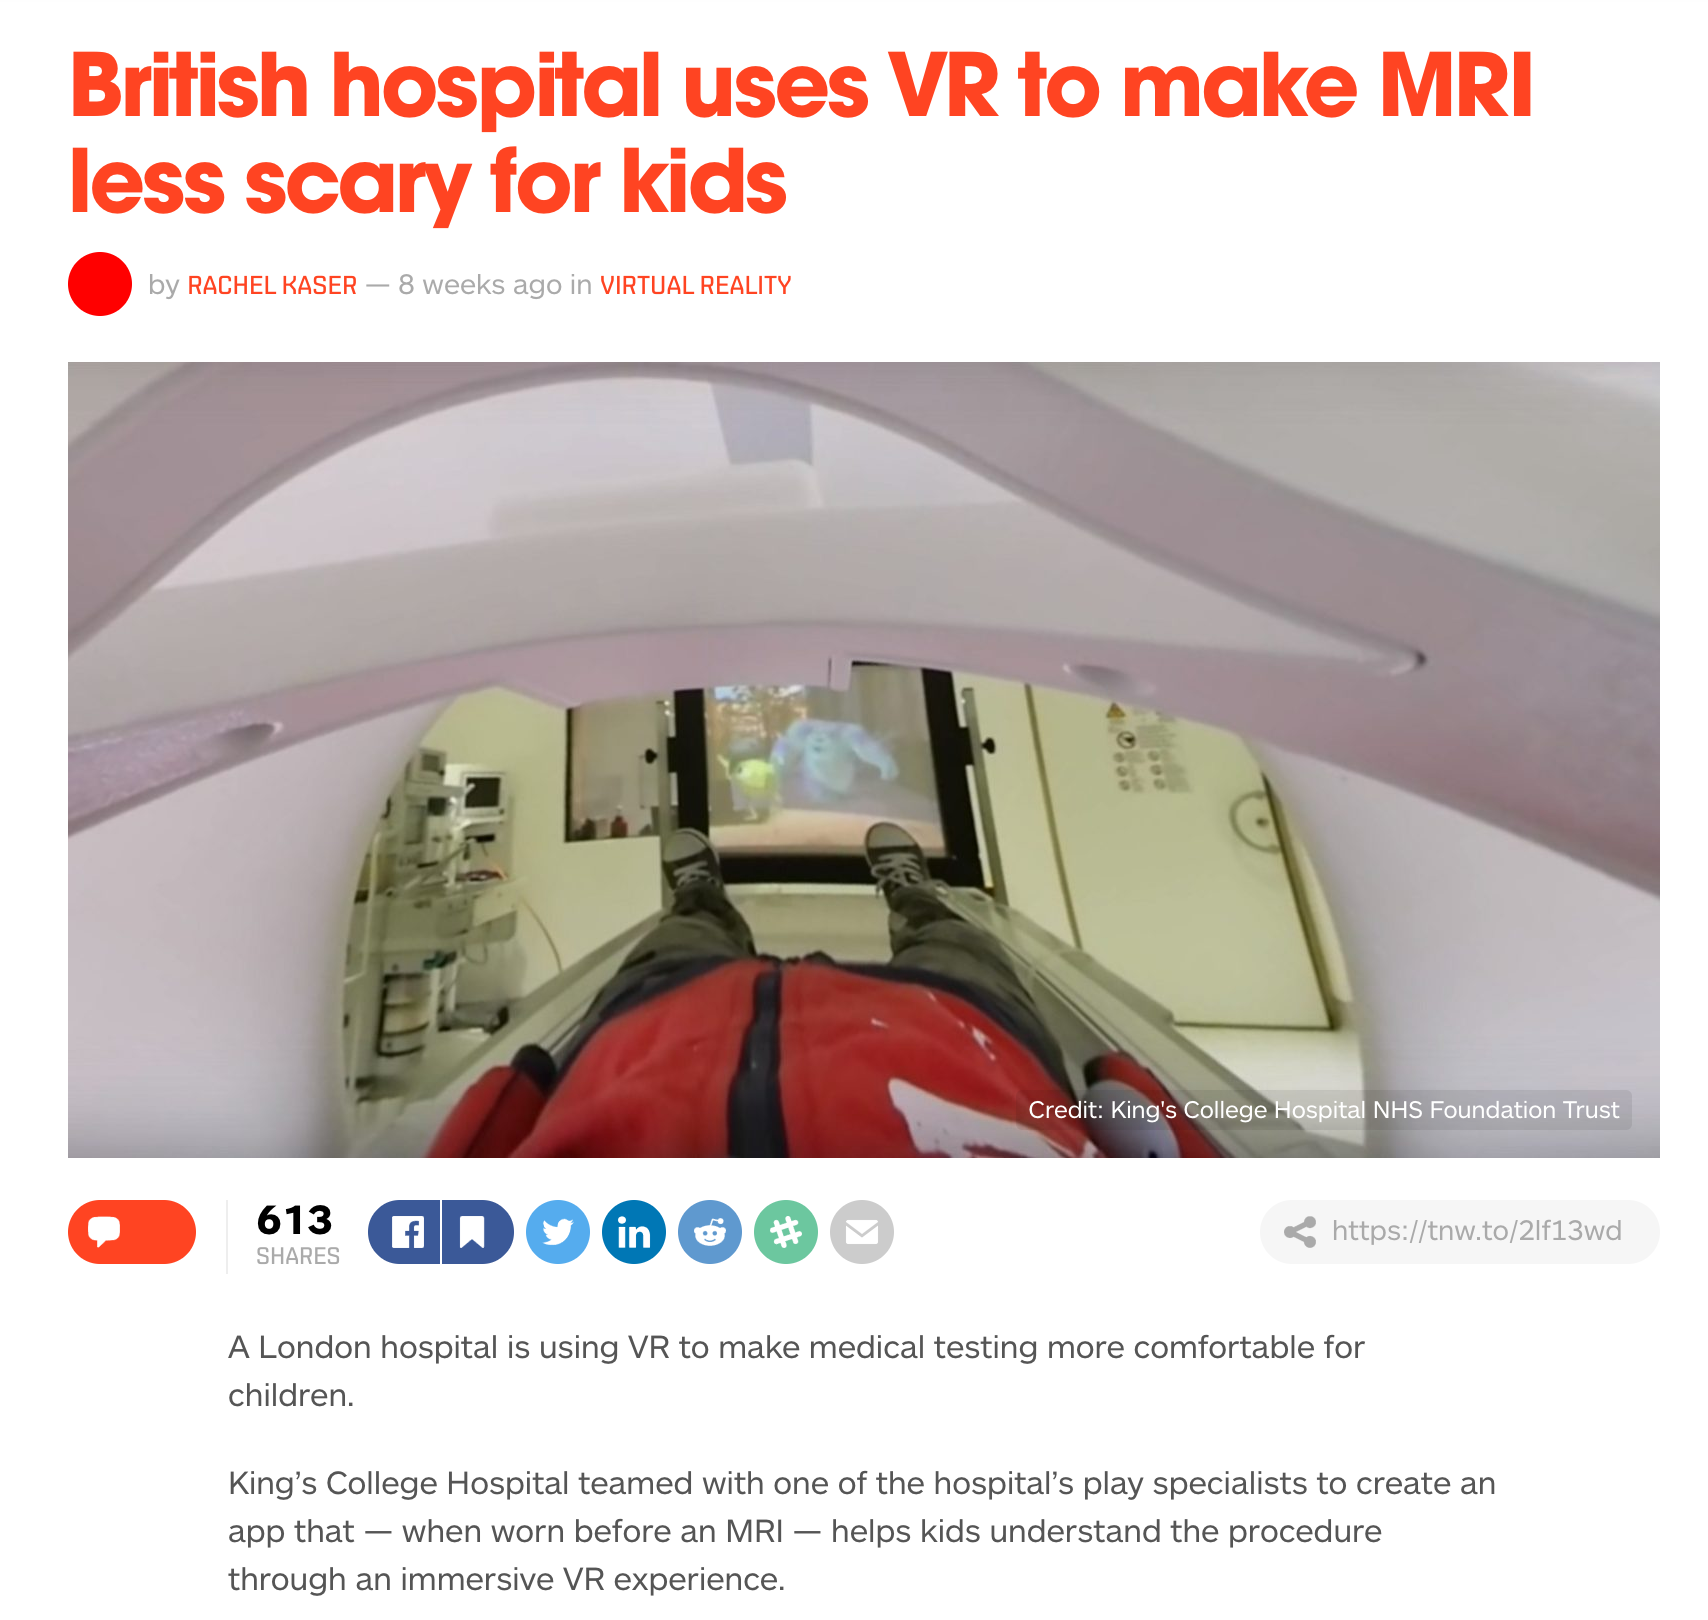 British hospital uses VR to make MRI
less scary for kids
by RACHEL KASER — 8 weeks ago in VIRTUAL REALITY
Credit: King's College Hospital NHS Foundation Trust
613
SHARES
https://tnw.to/2lf13wd
A London hospital is using VR to make medical testing more comfortable for
children.
King’s College Hospital teamed with one of the hospital’s play specialists to create an
app that — when worn before an MRI — helps kids understand the procedure
through an immersive VR experience.